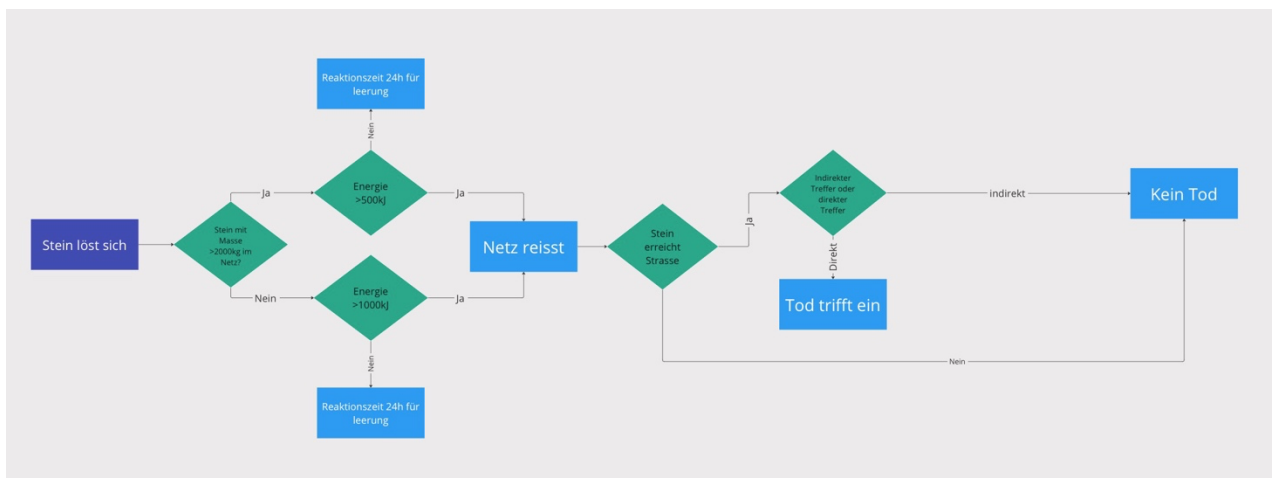 Reaktionszeit 24h für
leerung
Nein
Ja
Energie
>500kJ
Ja
Stein löst sich
Stein mit
Masse
>2000kg im
Netz?
Nein
Energie
>1000kJ
Ja
Nein
Reaktionszeit 24h für
leerung
Netz reisst
Stein
erreicht
Strasse
Ja
Indirekter
Treffer oder
direkter
Treffer
indirekt
Kein Tod
Direkt
Tod trifft ein
Nein